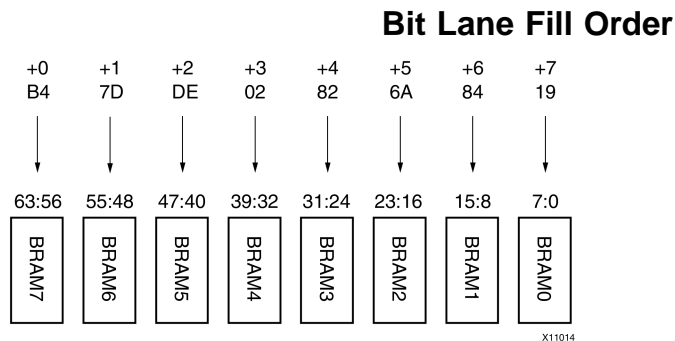 Bit Lane Fill Order
+0 +1 +2 +3 +4 +5 +6 +7
B4 7D DE 02 82 6A 84 19
63:56 55:48 47:40 39:32 31:24 23:16 15:8 7:0
BRAM7 BRAM6 BRAM5 BRAM4 BRAM3 BRAM2 BRAM1 BRAM0
X11014